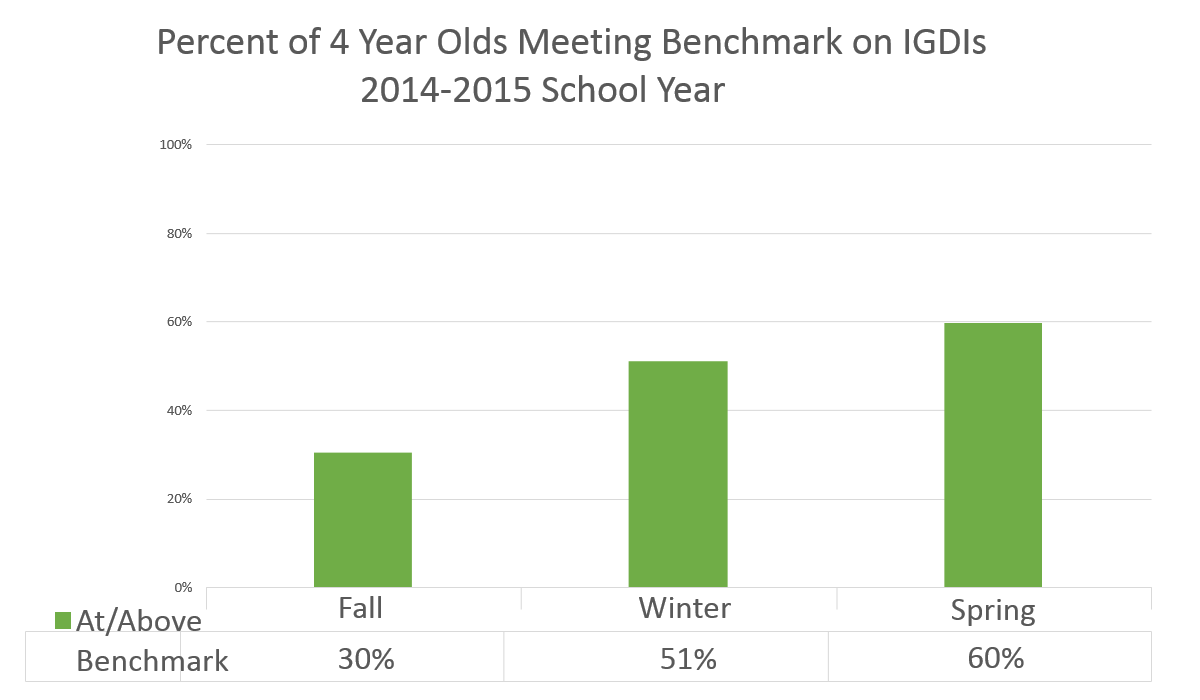 Percent of 4 Year Olds Meeting Benchmark on IGDIs
2014-2015 School Year
100%
80%
60%
40%
20%
0%
Fall Winter Spring
At/Above
Benchmark 30% 51% 60%